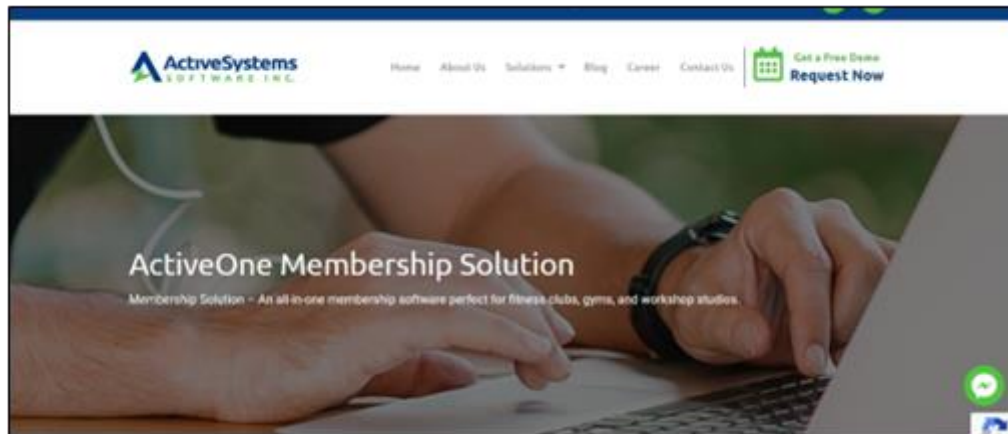 ActiveSystems
SOFTWARE INC.
Home About Us Solutions Blog Career Contact Us
Get a Free Demo
Request Now
ActiveOne Membership Solution
Membership Solution – An all-in-one membership software perfect for fitness clubs, gyms, and workshop studios.